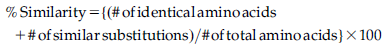 % Similarity = {(# of identical amino acids
+ # of similar substitutions)/# of total amino acids} × 100